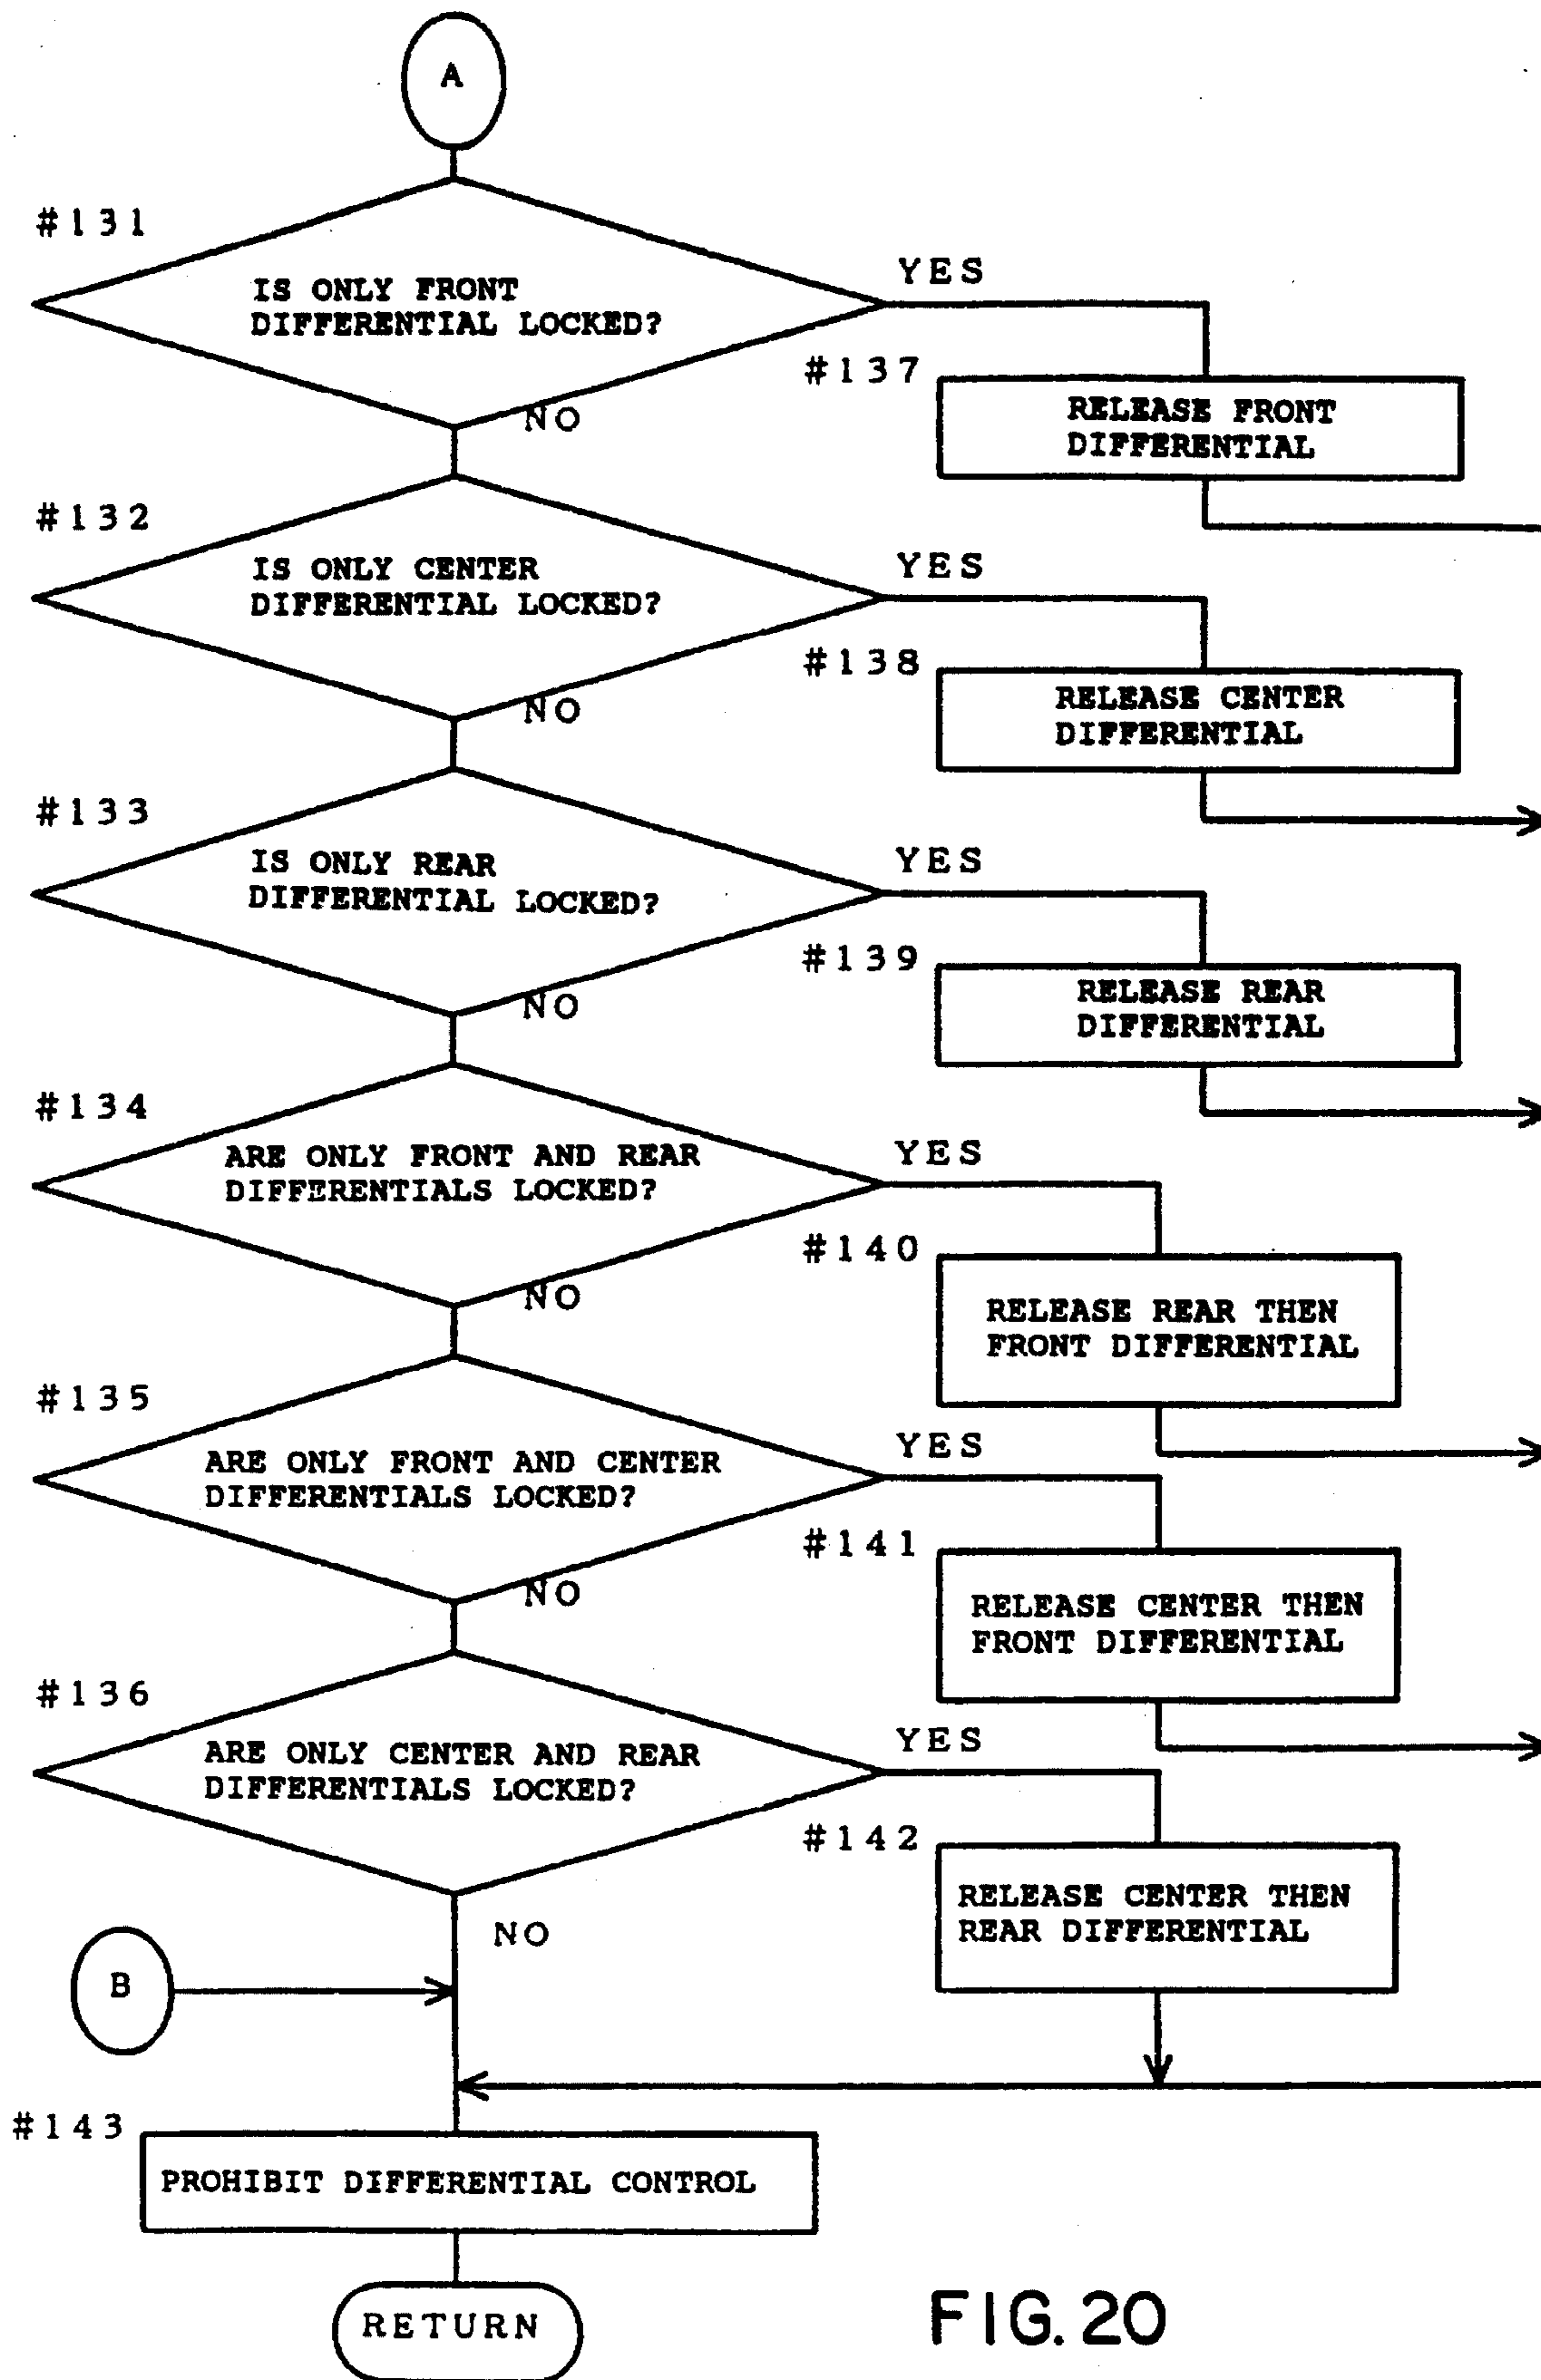 A
#131
IS ONLY FRONT
DIFFERENTIAL LOCKED?
YES
NO
#137
RELEASE FRONT
DIFFERENTIAL
#132
IS ONLY CENTER
DIFFERENTIAL LOCKED?
YES
NO
#138
RELEASE CENTER
DIFFERENTIAL
#133
IS ONLY REAR
DIFFERENTIAL LOCKED?
YES
NO
#139
RELEASE REAR
DIFFERENTIAL
#134
ARE ONLY FRONT AND REAR
DIFFERENTIALS LOCKED?
YES
NO
#140
RELEASE REAR THEN
FRONT DIFFERENTIAL
#135
ARE ONLY FRONT AND CENTER
DIFFERENTIALS LOCKED?
YES
NO
#141
RELEASE CENTER THEN
FRONT DIFFERENTIAL
#136
ARE ONLY CENTER AND REAR
DIFFERENTIALS LOCKED?
YES
NO
#142
RELEASE CENTER THEN
REAR DIFFERENTIAL
B
#143
PROHIBIT DIFFERENTIAL CONTROL
RETURN
FIG. 20